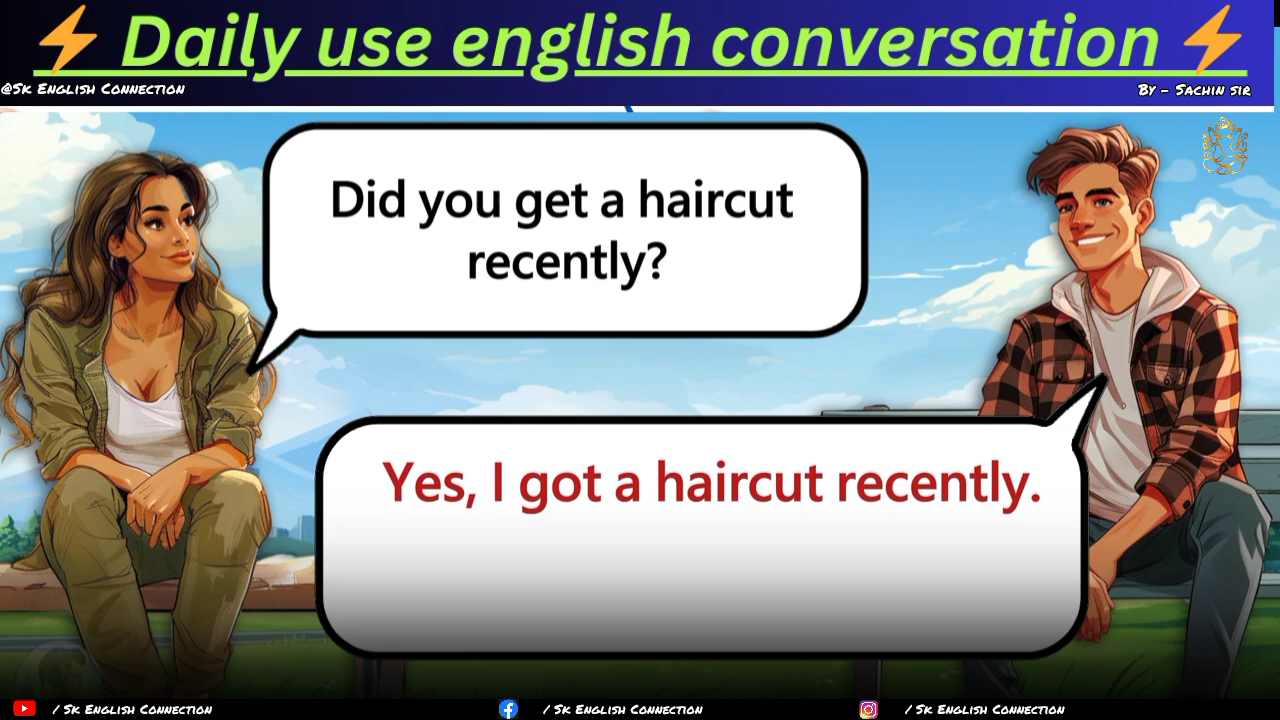 ⚡ Daily use english conversation ⚡
@Sk English Connection
By - Sachin sir
Did you get a haircut
recently?
Yes, I got a haircut recently.
/ Sk English Connection
/ Sk English Connection
/ Sk English Connection